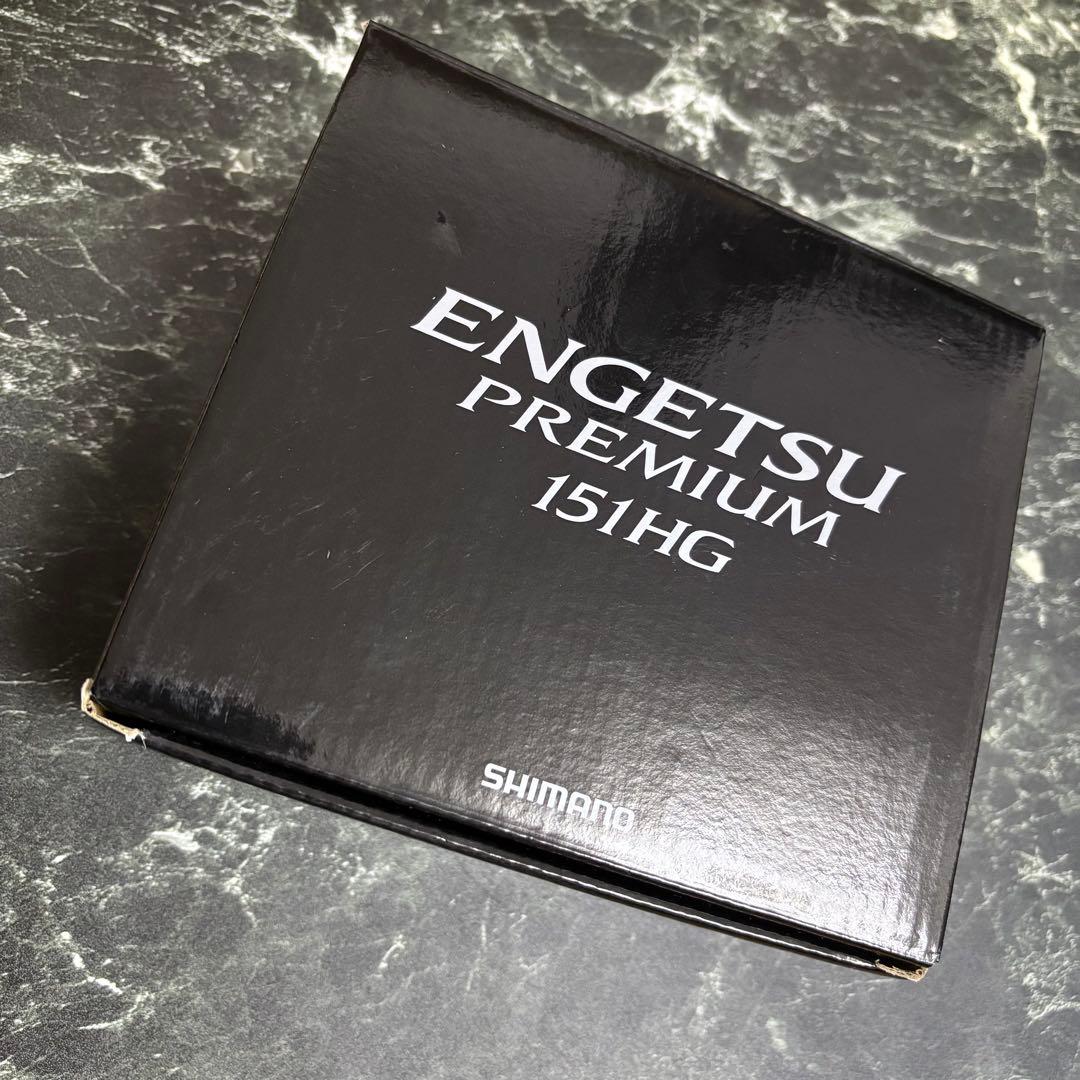 ENGETSU
PREMIUM
151HG
SHIMANO